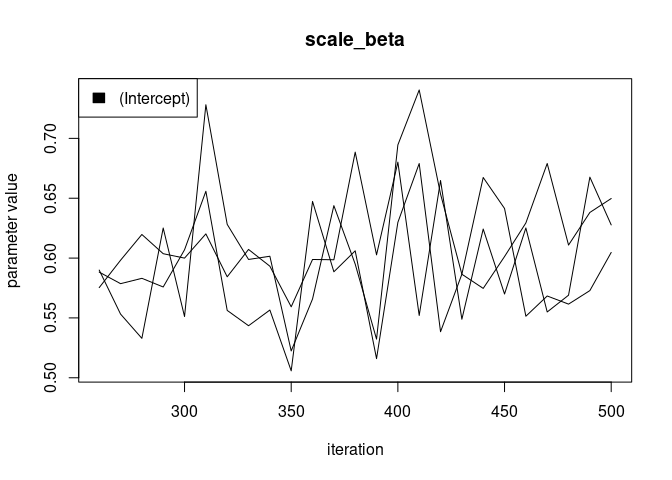 scale_beta
(Intercept)
parameter value
0.70
0.65
0.60
0.55
0.50
300 350 400 450 500
iteration